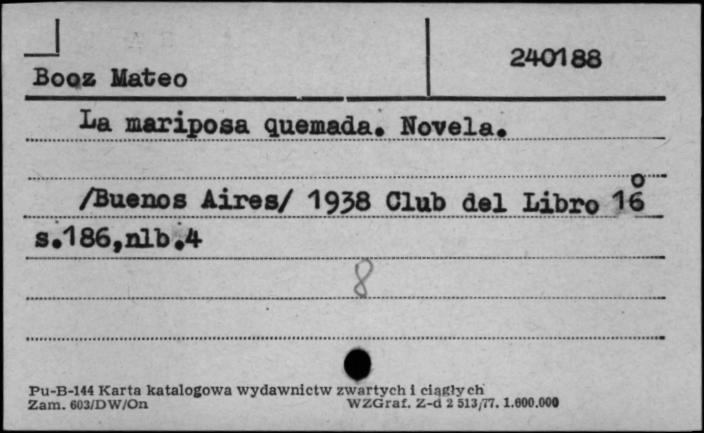 240188
Booz Mateo
La mariposa quemada. Novela.
/Buenos Aires/ 1938 Club del Libro 16°
s.186,nlb.4
8
Pu-B-144 Karta katalogowa wydawnictw zwartych i ciągłych
Zam. 603/DW/On WZGraf. Z-d 2 513/77. 1.600.000